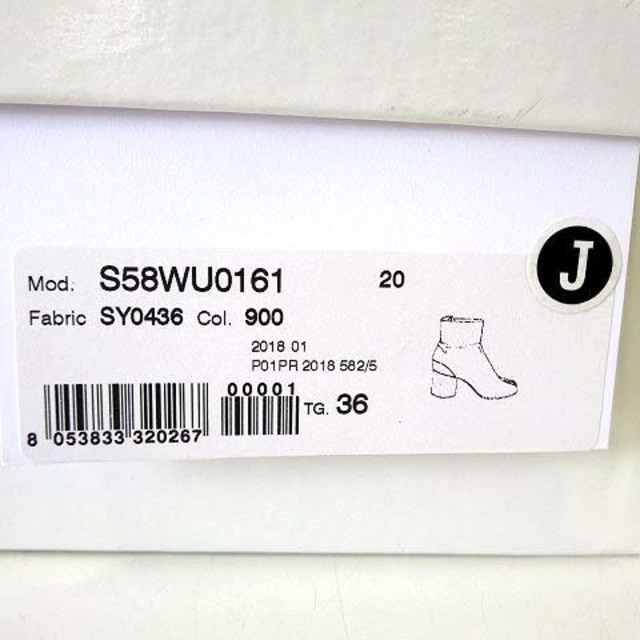 Mod. S58WU0161 20
J
Fabric SY0436 Col. 900
2018 01
P01PR 2018 582/5
00001
TG. 36
8 053833 320267